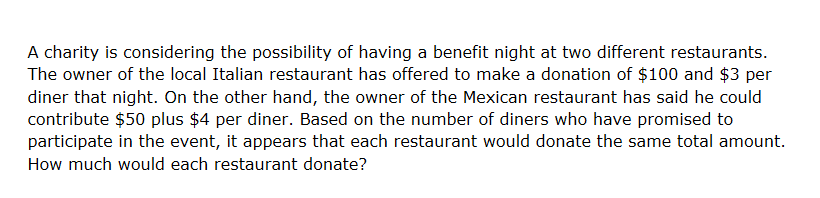 A charity is considering the possibility of having a benefit night at two different restaurants.
The owner of the local Italian restaurant has offered to make a donation of $100 and $3 per
diner that night. On the other hand, the owner of the Mexican restaurant has said he could
contribute $50 plus $4 per diner. Based on the number of diners who have promised to
participate in the event, it appears that each restaurant would donate the same total amount.
How much would each restaurant donate?